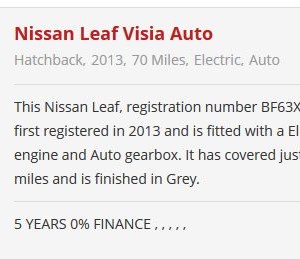 Nissan Leaf Visia Auto
Hatchback, 2013, 70 Miles, Electric, Auto
This Nissan Leaf, registration number BF63X
first registered in 2013 and is fitted with a El
engine and Auto gearbox. It has covered just
miles and is finished in Grey.
5 YEARS 0% FINANCE , , , , ,